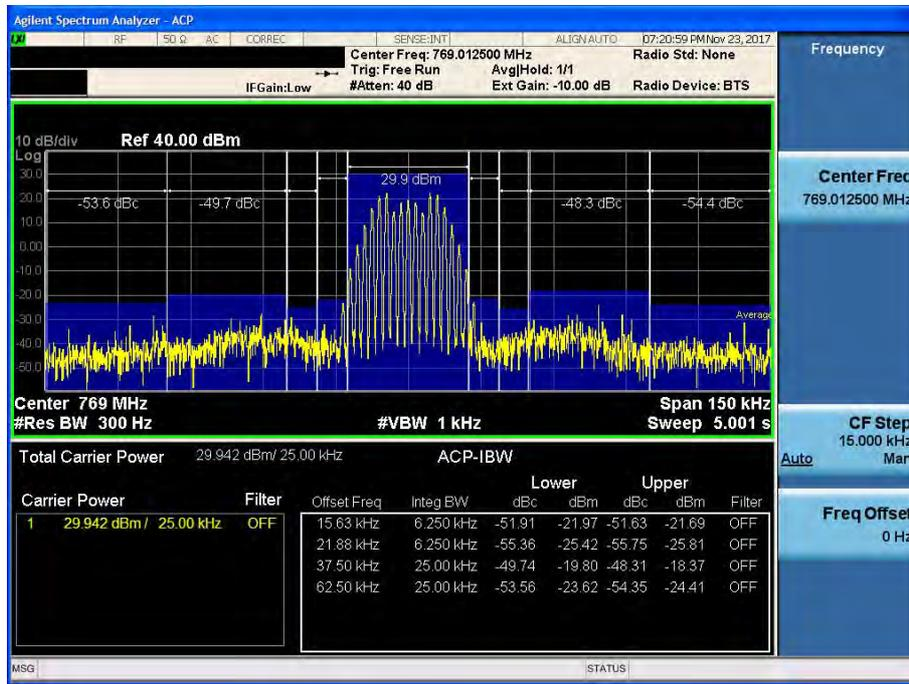 Agilent Spectrum Analyzer - ACP
LXI RF 50 Ω AC CORREC SENSE:INT ALIGN AUTO 07:20:59 PM Nov 23, 2017
Center Freq: 769.012500 MHz Radio Std: None
Trig: Free Run Avg|Hold: 1/1
IFGain:Low #Atten: 40 dB Ext Gain: -10.00 dB Radio Device: BTS
Frequency
10 dB/div Ref 40.00 dBm
Log
30.0
29.9 dBm
20.0
-53.6 dBc -49.7 dBc -48.3 dBc -54.4 dBc
10.0
0.00
-10.0
-20.0
-30.0
Average
-40.0
-50.0
Center Freq
769.012500 MHz
Center 769 MHz Span 150 kHz
#Res BW 300 Hz #VBW 1 kHz Sweep 5.001 s
CF Step
15.000 kHz
Auto Man
Freq Offset
0 Hz
Total Carrier Power 29.942 dBm/ 25.00 kHz ACP-IBW
Lower Upper
Carrier Power Filter Offset Freq Integ BW dBc dBm dBc dBm Filter
1 29.942 dBm / 25.00 kHz OFF 15.63 kHz 6.250 kHz -51.91 -21.97 -51.63 -21.69 OFF
21.88 kHz 6.250 kHz -55.36 -25.42 -55.75 -25.81 OFF
37.50 kHz 25.00 kHz -49.74 -19.80 -48.31 -18.37 OFF
62.50 kHz 25.00 kHz -53.56 -23.62 -54.35 -24.41 OFF
MSG STATUS